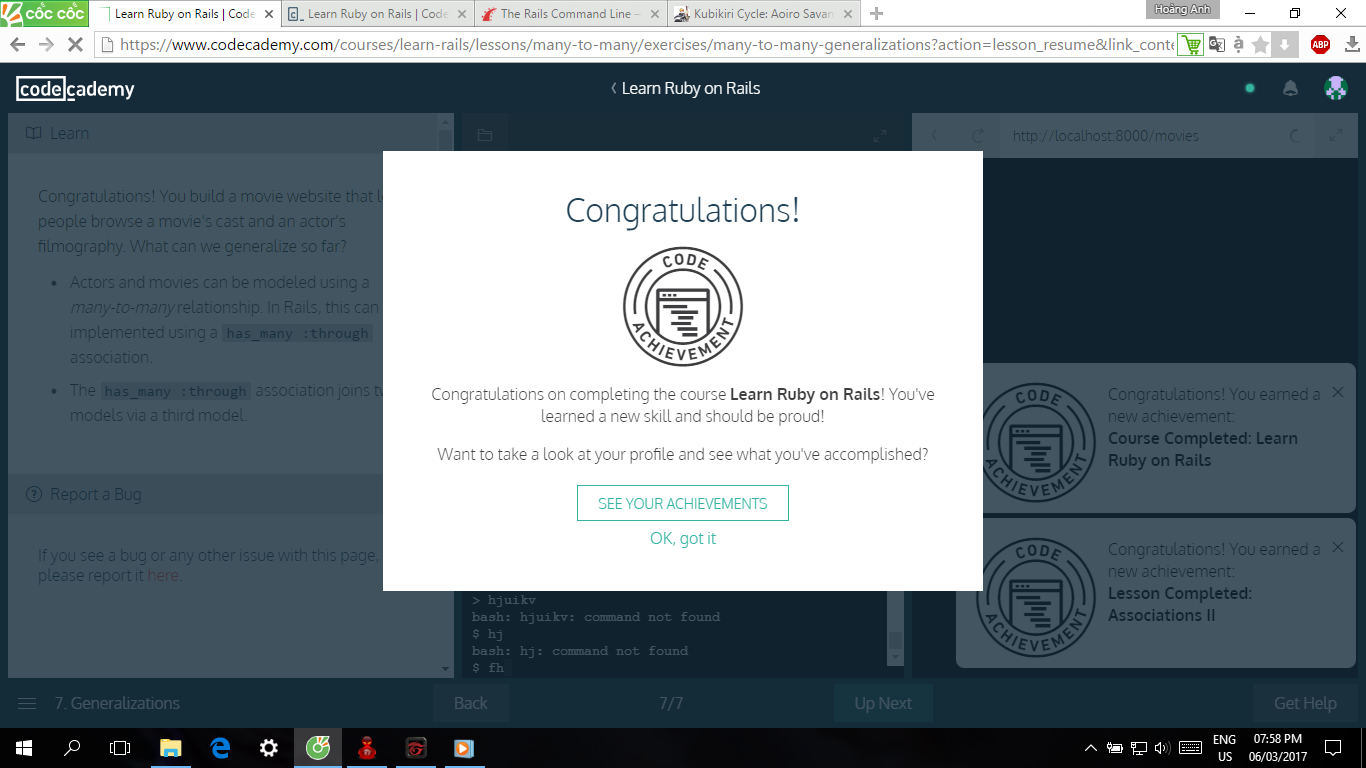 CỐC CỐC
Learn Ruby on Rails | Code
Learn Ruby on Rails | Code
The Rails Command Line —
Kubikiri Cycle: Aoiro Savan
Hoàng Anh
https://www.codecademy.com/courses/learn-rails/lessons/many-to-many/exercises/many-to-many-generalizations?action=lesson_resume&link_conte
ABP
codecademy
Learn Ruby on Rails
Learn
http://localhost:8000/movies
Congratulations! You build a movie website that
people browse a movie's cast and an actor's
filmography. What can we generalize so far?
Actors and movies can be modeled using a
many-to-many relationship. In Rails, this can
implemented using a has_many :through
association.
The has_many :through association joins
models via a third model.
Report a Bug
If you see a bug or any other issue with this page,
please report it here.
Congratulations!
CODE
ACHIEVEMENT
Congratulations on completing the course Learn Ruby on Rails! You've
learned a new skill and should be proud!
Want to take a look at your profile and see what you've accomplished?
SEE YOUR ACHIEVEMENTS
OK, got it
> hjuikv
bash: hjuikv: command not found
$ hj
bash: hj: command not found
$ fh
CODE
ACHIEVEMENT
Congratulations! You earned a
new achievement:
Course Completed: Learn
Ruby on Rails
CODE
ACHIEVEMENT
Congratulations! You earned a
new achievement:
Lesson Completed:
Associations II
7. Generalizations
Back
7/7
Up Next
Get Help
ENG
US
07:58 PM
06/03/2017